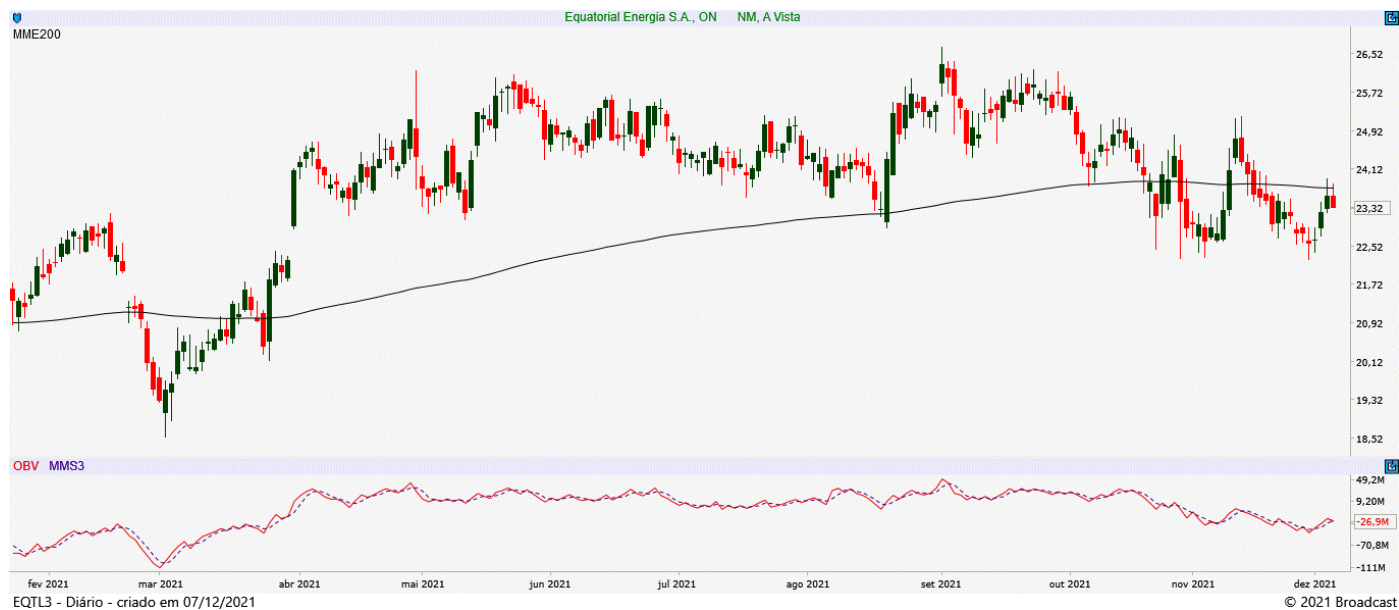 Equatorial Energia S.A., ON NM, A Vista
MME200
26,52
25,72
24,92
24,12
23,32
22,52
21,72
20,92
20,12
19,32
18,52
OBV MMS3
49,2M
9,20M
-26,9M
-70,8M
-111M
fev 2021 mar 2021 abr 2021 mai 2021 jun 2021 jul 2021 ago 2021 set 2021 out 2021 nov 2021 dez 2021
EQTL3 - Diário - criado em 07/12/2021 © 2021 Broadcast